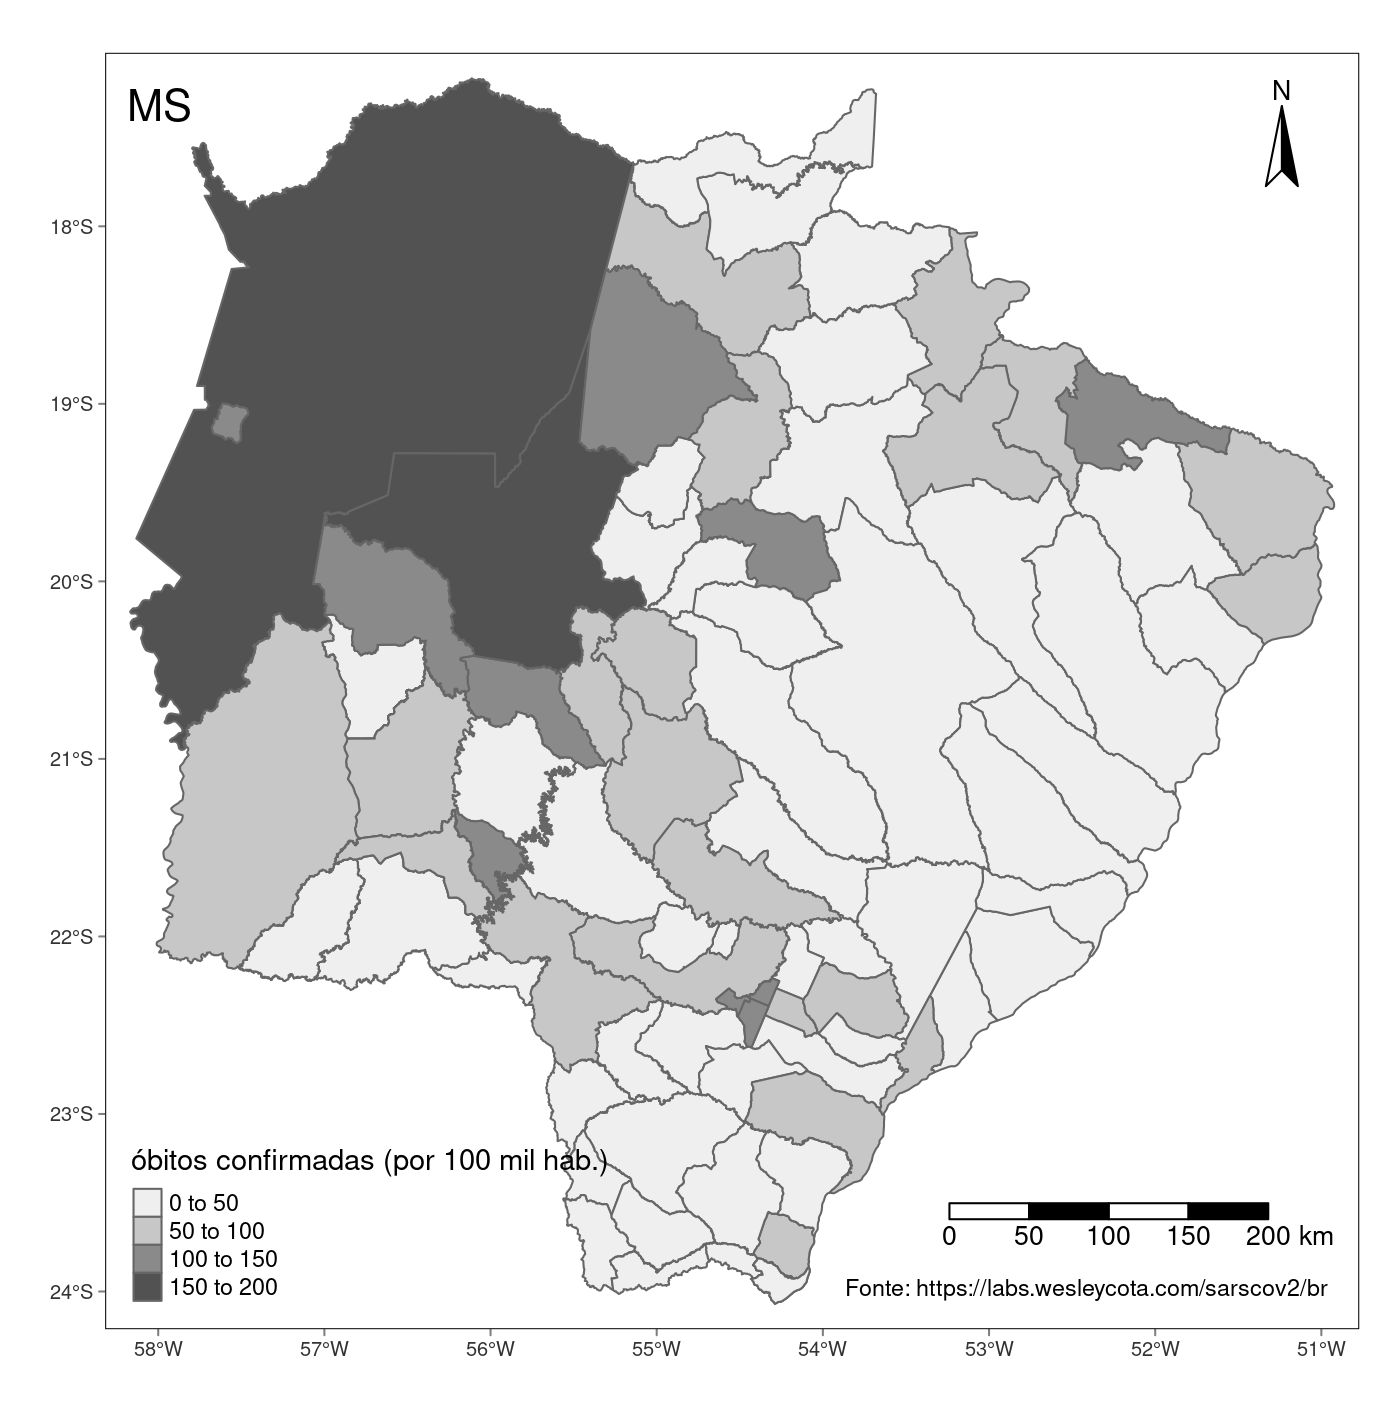 MS
N
18°S
19°S
20°S
21°S
22°S
23°S
24°S
óbitos confirmadas (por 100 mil hab.)
0 to 50
50 to 100
100 to 150
150 to 200
0 50 100 150 200 km
Fonte: https://labs.wesleycota.com/sarscov2/br
58°W 57°W 56°W 55°W 54°W 53°W 52°W 51°W